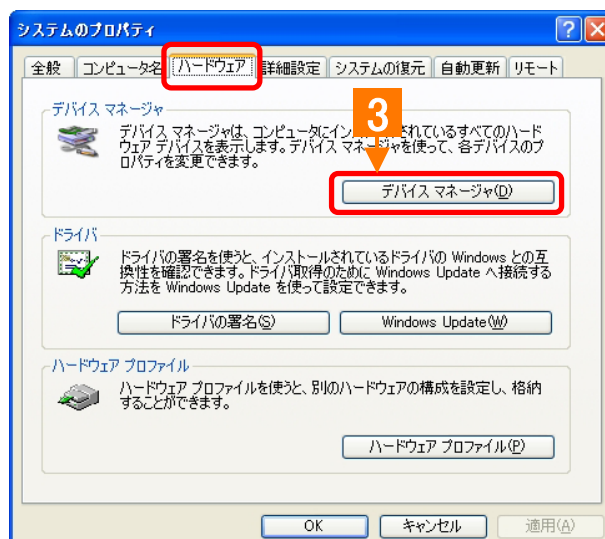 システムのプロパティ
全般 コンピュータ名 ハードウェア 詳細設定 システムの復元 自動更新 リモート
デバイス マネージャ
3
デバイス マネージャは、コンピュータにインされているすべてのハード
ウェア デバイスを表示します。デバイス マネージャを使って、各デバイスのプ
ロパティを変更できます。
デバイス マネージャ(D)
ドライバ
ドライバの署名を使うと、インストールされているドライバの Windows との互
換性を確認できます。ドライバ取得のために Windows Update へ接続する
方法を Windows Update を使って設定できます。
ドライバの署名(S) Windows Update(W)
ハードウェア プロファイル
ハードウェア プロファイルを使うと、別のハードウェアの構成を設定し、格納
することができます。
ハードウェア プロファイル(P)
OK キャンセル 適用(A)